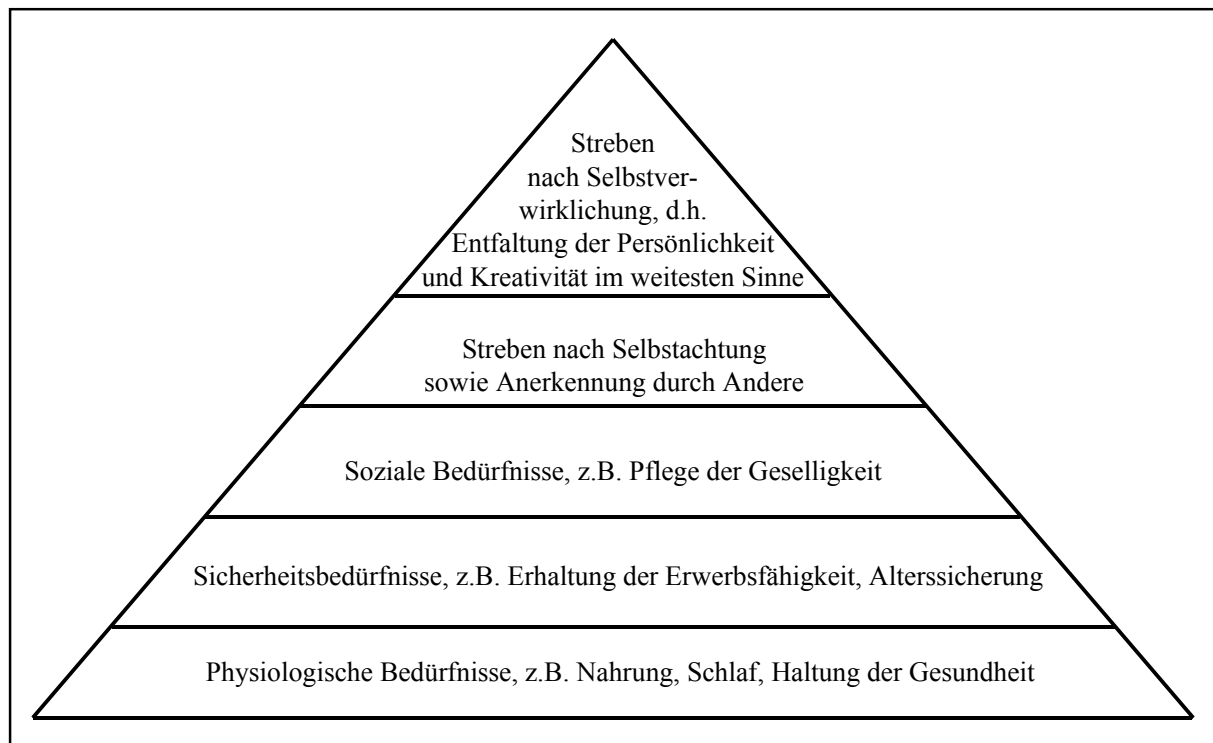 Streben
nach Selbstver-
wirklichung, d.h.
Entfaltung der Persönlichkeit
und Kreativität im weitesten Sinne
Streben nach Selbstachtung
sowie Anerkennung durch Andere
Soziale Bedürfnisse, z.B. Pflege der Geselligkeit
Sicherheitsbedürfnisse, z.B. Erhaltung der Erwerbsfähigkeit, Alterssicherung
Physiologische Bedürfnisse, z.B. Nahrung, Schlaf, Haltung der Gesundheit